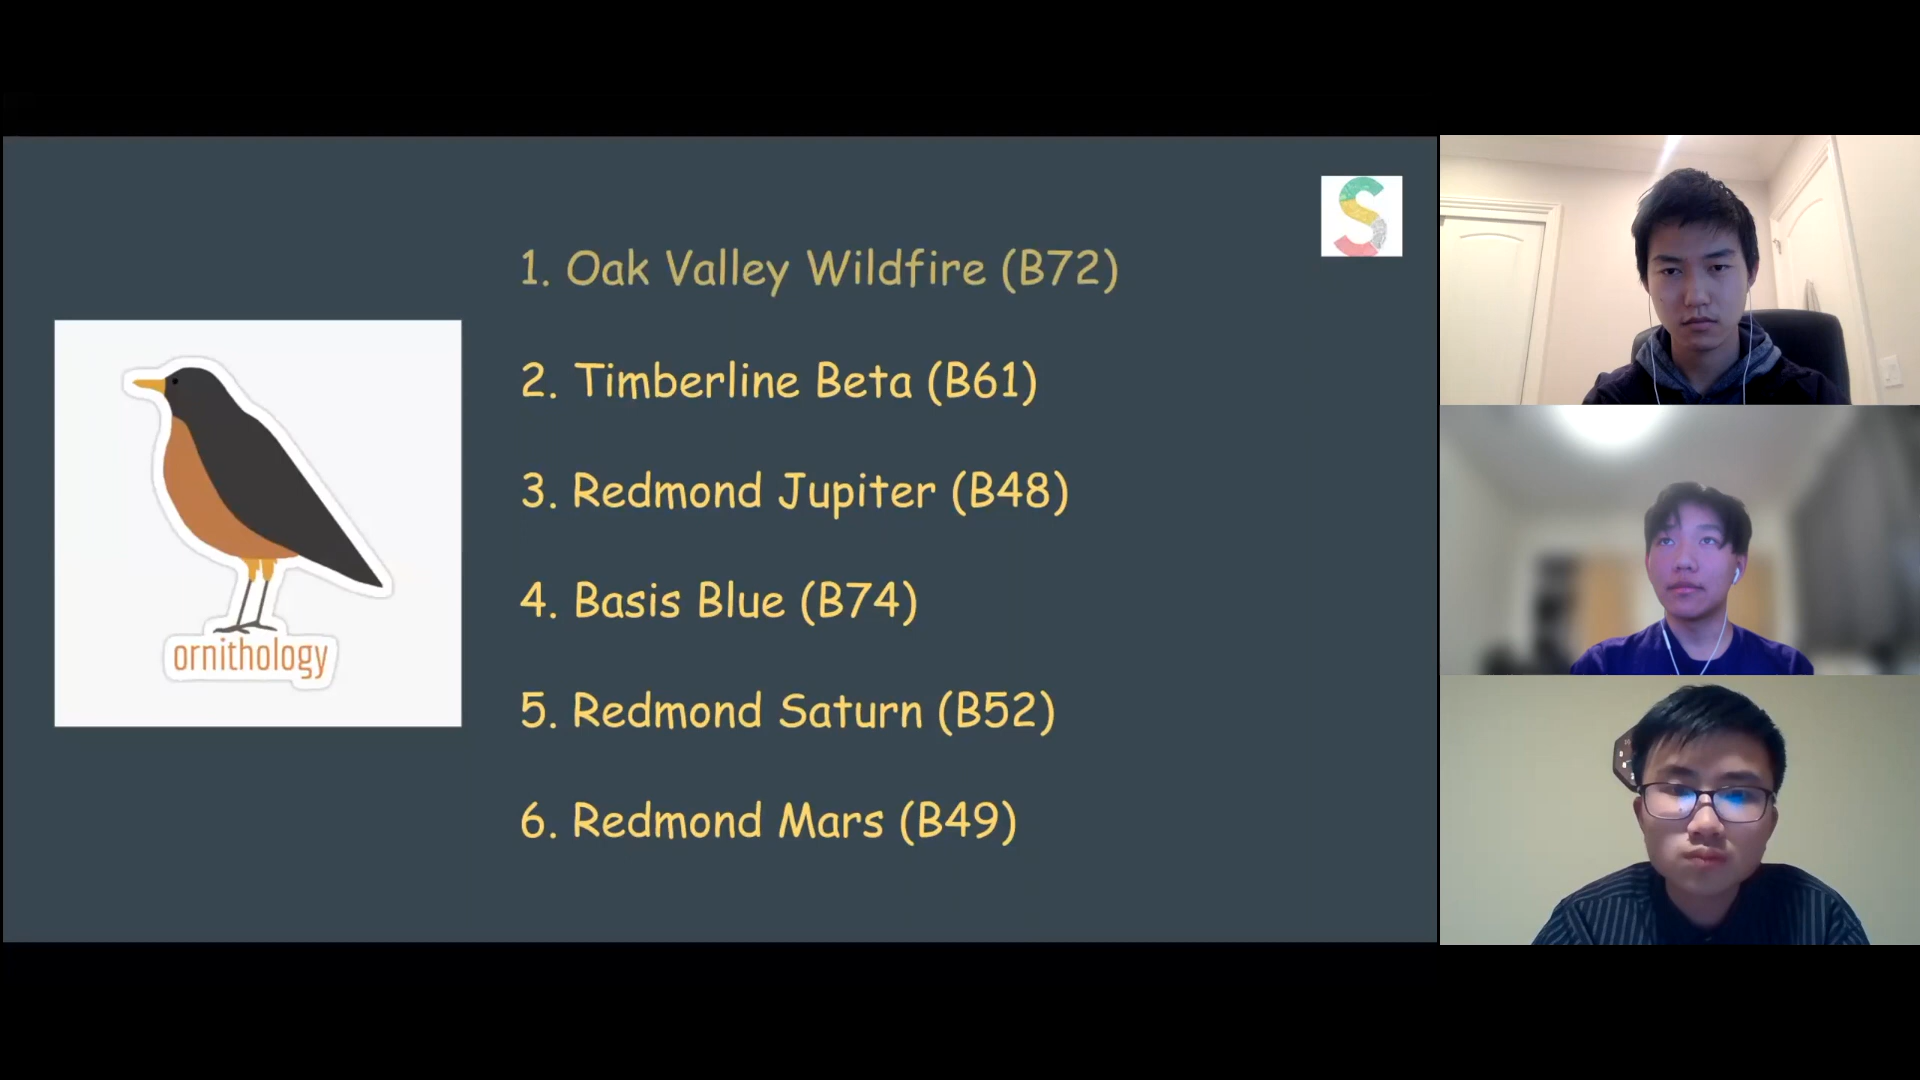 1. Oak Valley Wildfire (B72)
2. Timberline Beta (B61)
3. Redmond Jupiter (B48)
4. Basis Blue (B74)
5. Redmond Saturn (B52)
6. Redmond Mars (B49)
ornithology